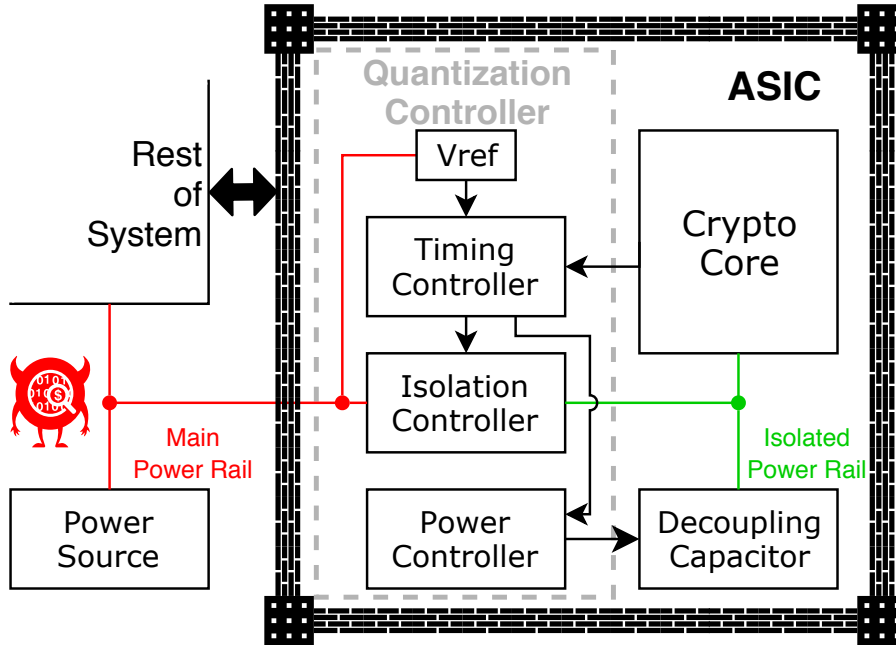 Quantization
Controller
ASIC
Rest
of
System
Vref
Timing
Controller
Crypto
Core
Isolation
Controller
Main
Power Rail
Isolated
Power Rail
Power
Source
Power
Controller
Decoupling
Capacitor